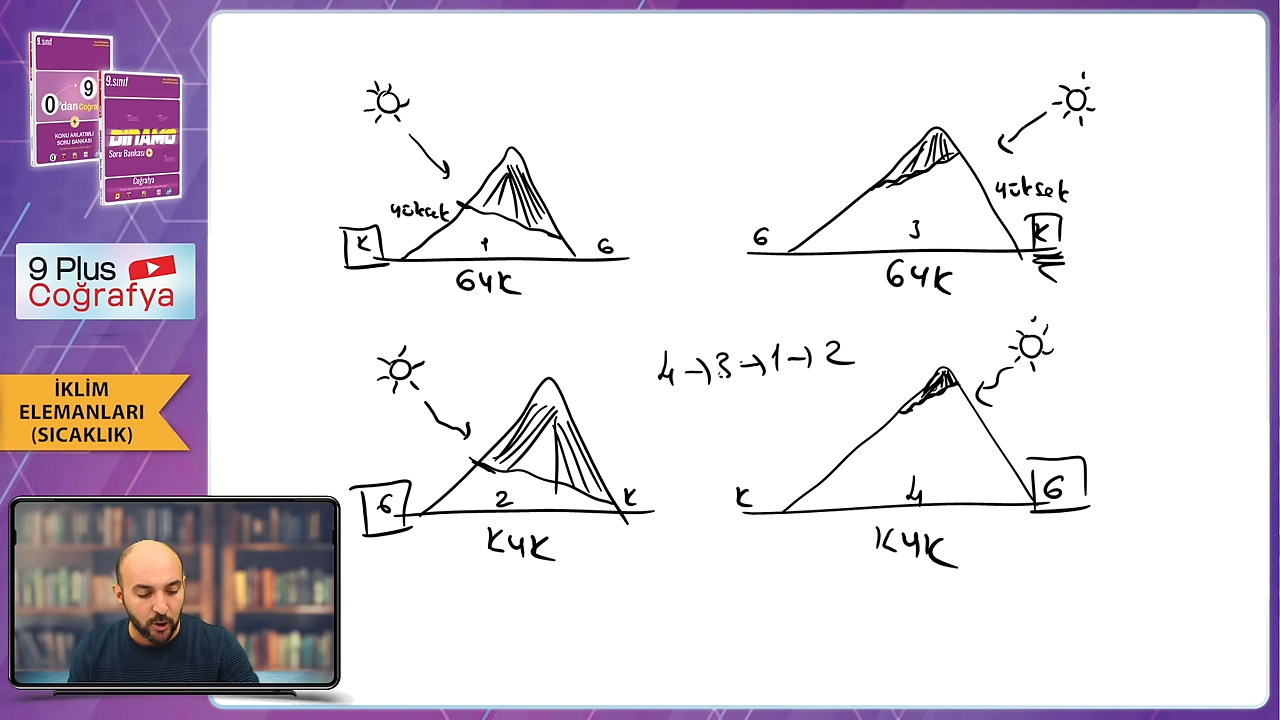 9.sınıf
0'dan 9
Coğrafya
KONU ANLATIMLI
SORU BANKASI
9.sınıf
DİNAMO
Soru Bankası
Coğrafya
9 Plus
Coğrafya
İKLİM
ELEMANLARI
(SICAKLIK)
yüksek
K
1
G
GYK
yüksek
G
3
K
GYK
4→3→1→2
G
2
K
KYK
K
4
G
KYK